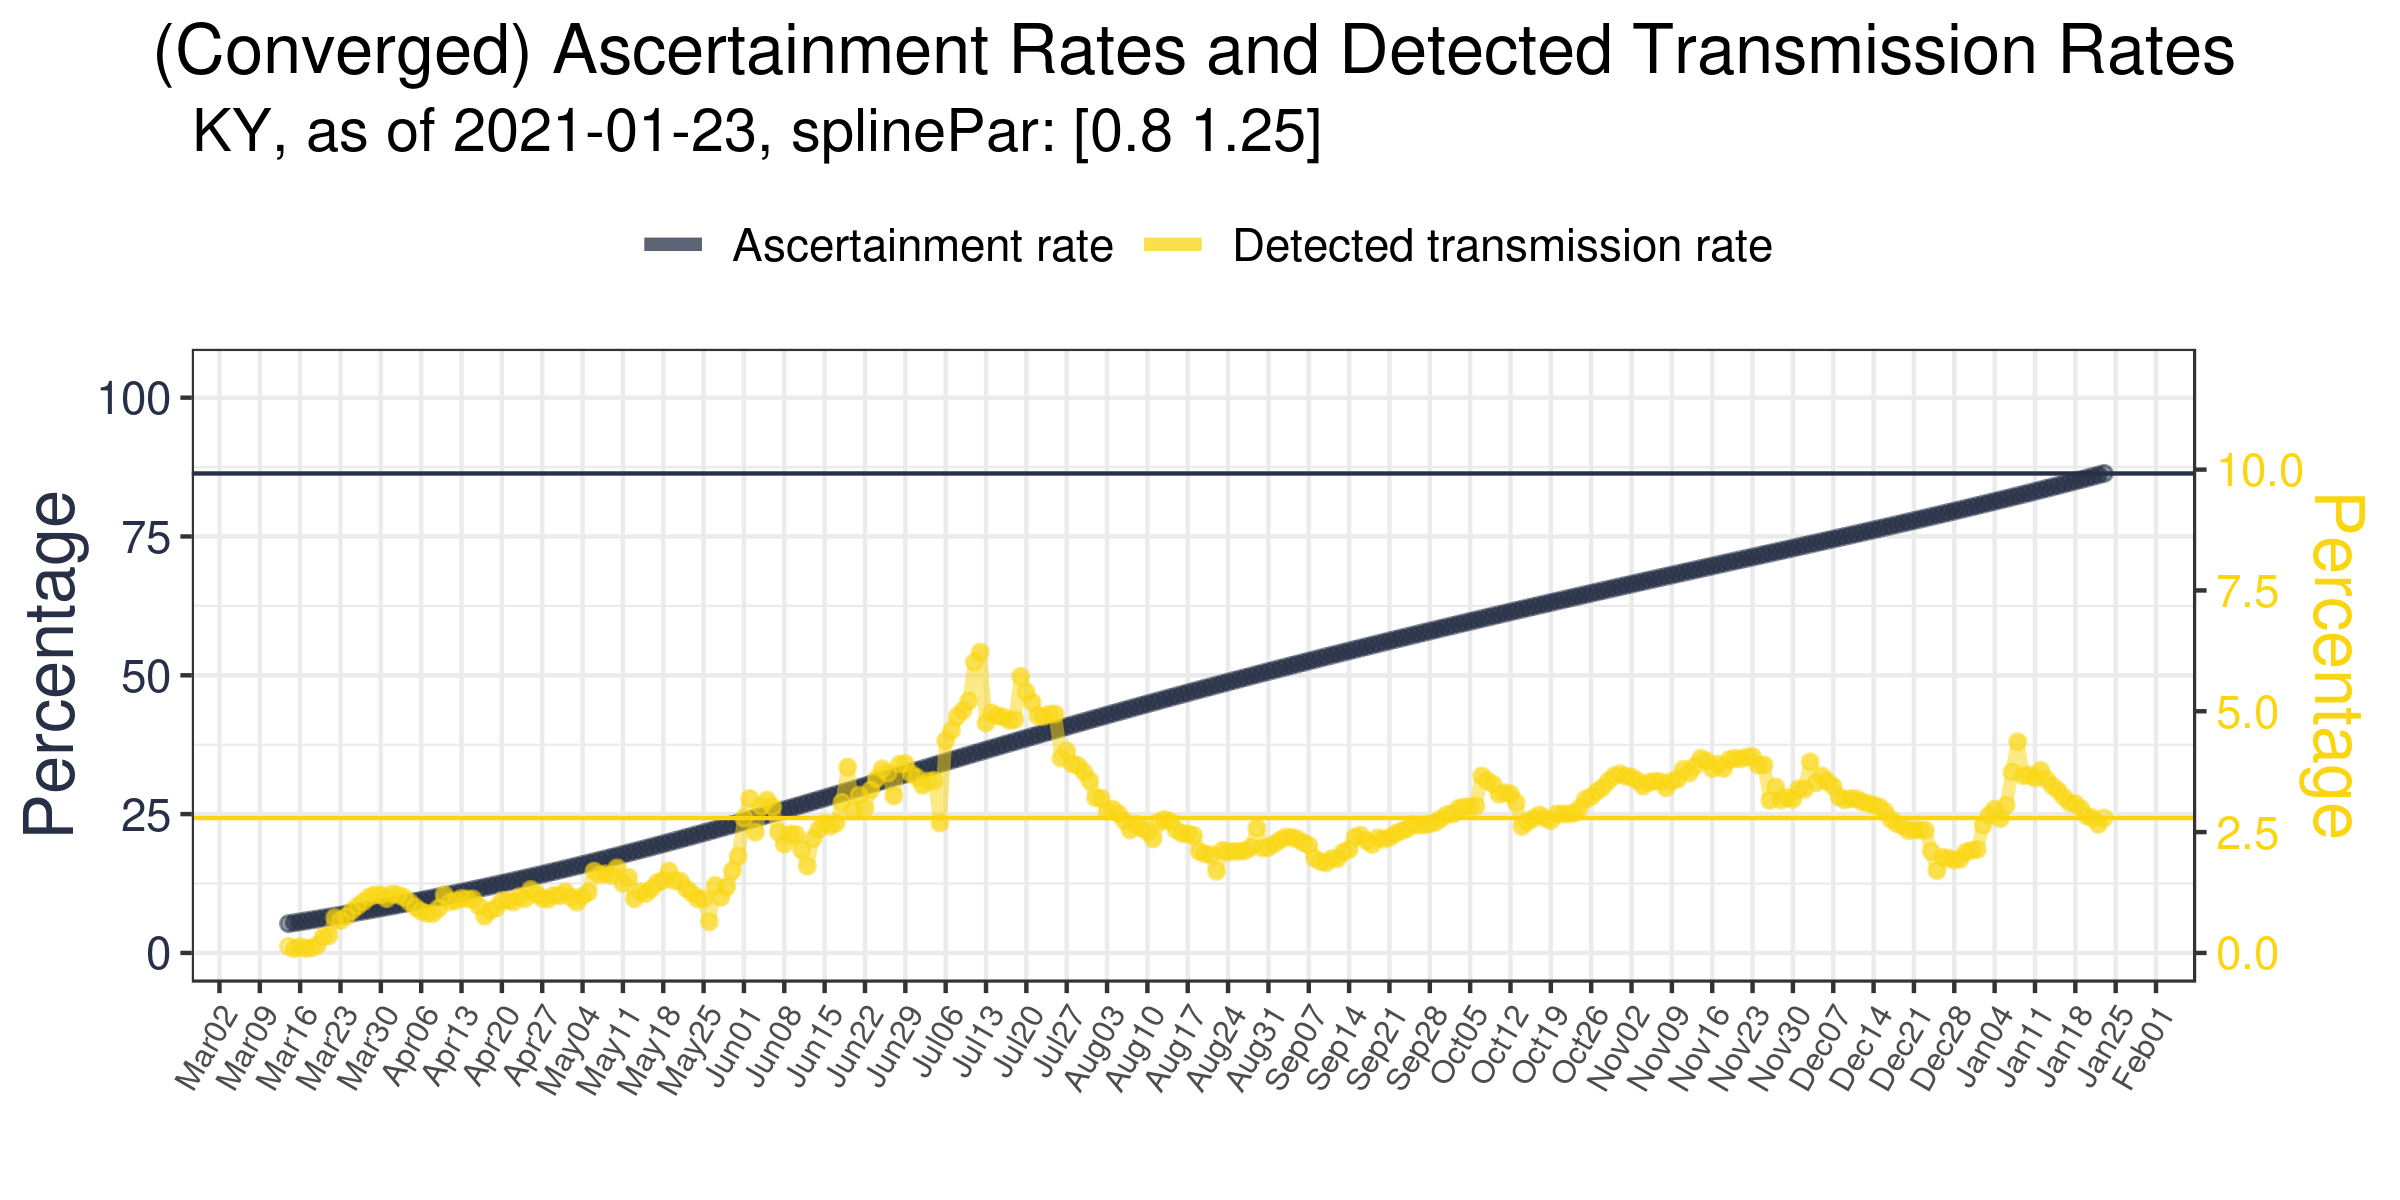 (Converged) Ascertainment Rates and Detected Transmission Rates
KY, as of 2021-01-23, splinePar: [0.8 1.25]
Ascertainment rate
Detected transmission rate
Percentage
100
75
50
25
0
10.0
7.5
5.0
2.5
0.0
Percentage
Mar02
Mar09
Mar16
Mar23
Mar30
Apr06
Apr13
Apr20
Apr27
May04
May11
May18
May25
Jun01
Jun08
Jun15
Jun22
Jun29
Jul06
Jul13
Jul20
Jul27
Aug03
Aug10
Aug17
Aug24
Aug31
Sep07
Sep14
Sep21
Sep28
Oct05
Oct12
Oct19
Oct26
Nov02
Nov09
Nov16
Nov23
Nov30
Dec07
Dec14
Dec21
Dec28
Jan04
Jan11
Jan18
Jan25
Feb01